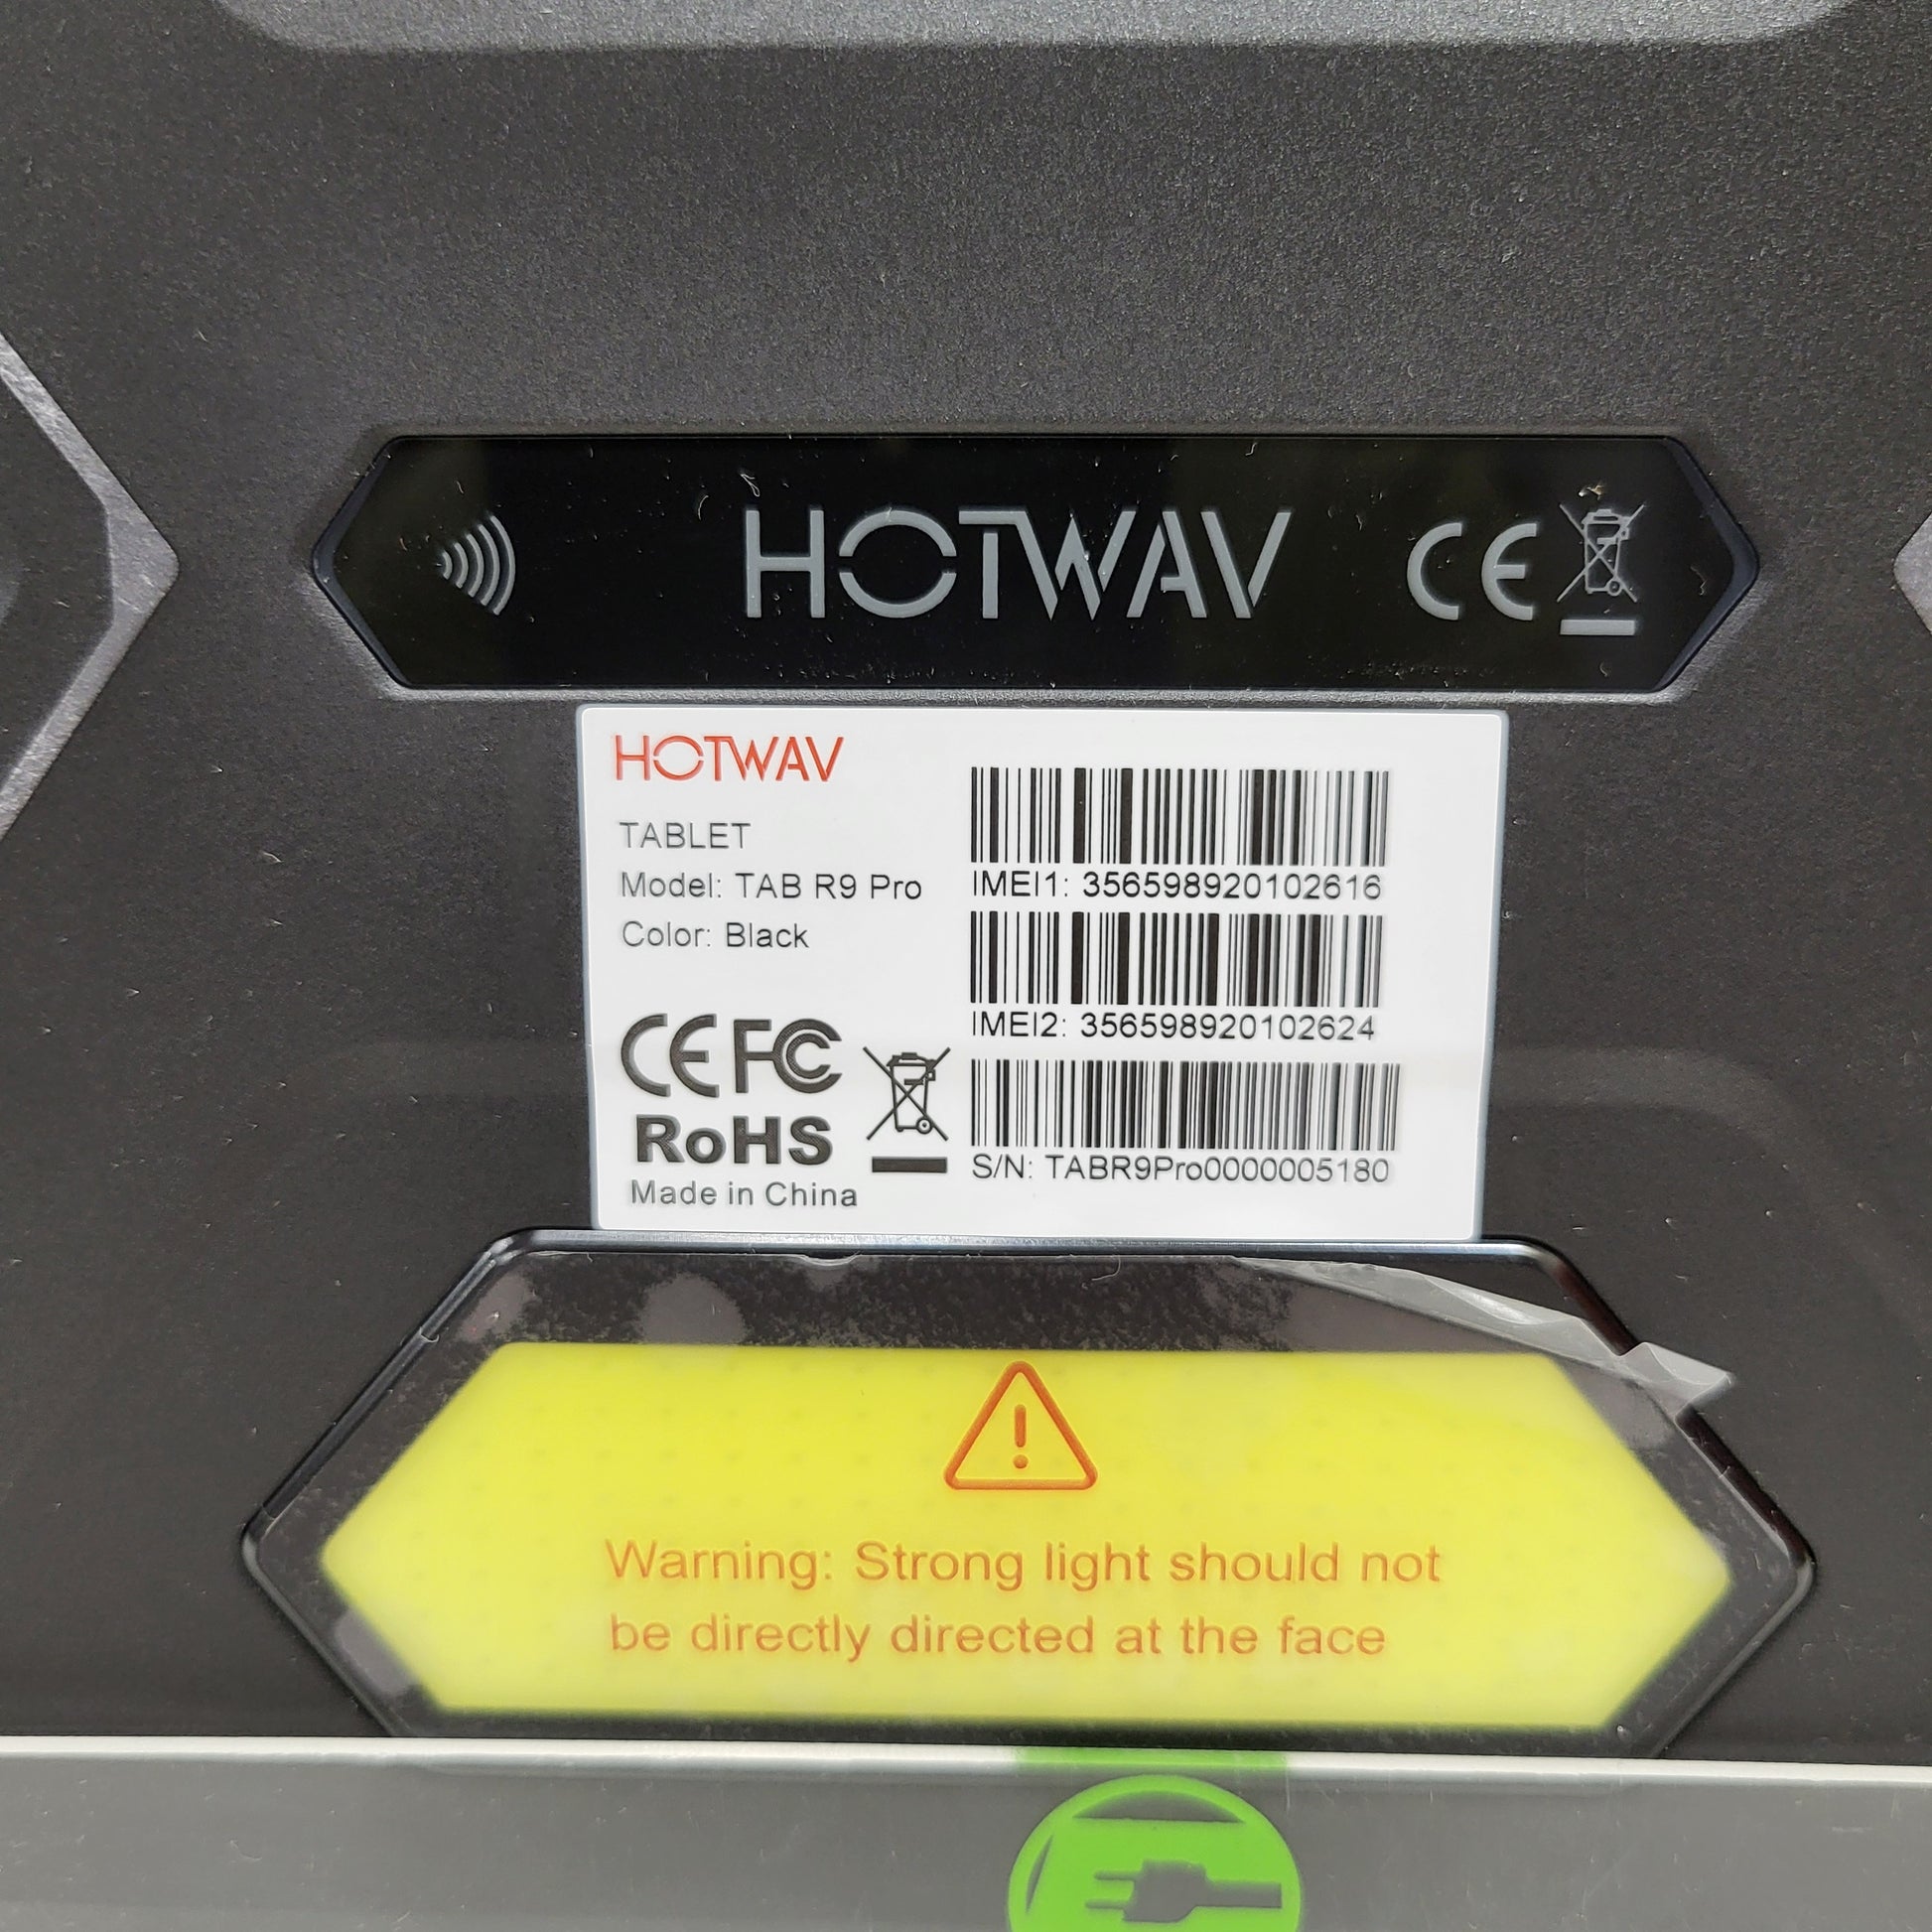 HOTWAV CE
HOTWAV
TABLET
Model: TAB R9 Pro
Color: Black
CE FC
RoHS
Made in China
IMEI1: 356598920102616
IMEI2: 356598920102624
S/N: TABR9Pro0000005180
Warning: Strong light should not
be directly directed at the face